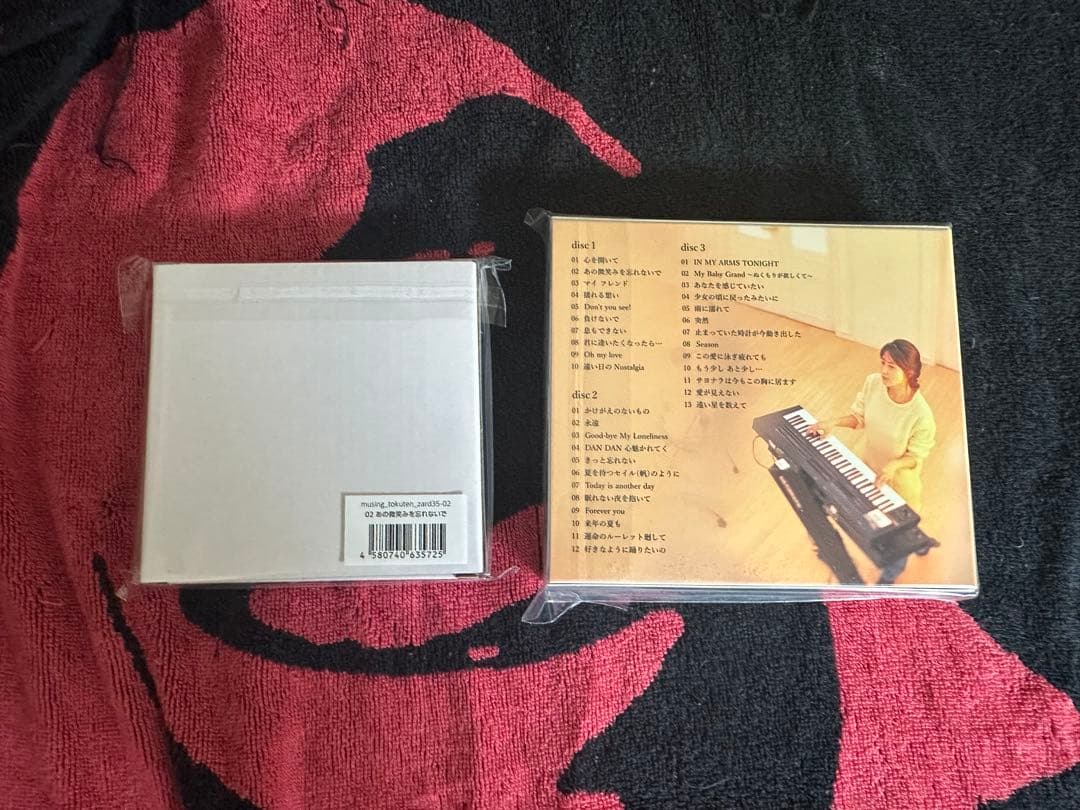 musing_tokuten_zard35-02
02 あの微笑みを忘れないで
4 580740 635725
disc 1
01 心を開いて
02 あの微笑みを忘れないで
03 マイ フレンド
04 揺れる想い
05 Don't you see!
06 負けないで
07 息もできない
08 君に逢いたくなったら…
09 Oh my love
10 遠い日の Nostalgia
disc 2
01 かけがえのないもの
02 永遠
03 Good-bye My Loneliness
04 DAN DAN 心魅かれてく
05 きっと忘れない
06 夏を待つセイル(帆)のように
07 Today is another day
08 眠れない夜を抱いて
09 Forever you
10 来年の夏も
11 運命のルーレット廻して
12 好きなように踊りたいの
disc 3
01 IN MY ARMS TONIGHT
02 My Baby Grand ～ぬくもりが欲しくて～
03 あなたを感じていたい
04 少女の頃に戻ったみたいに
05 雨に濡れて
06 突然
07 止まっていた時計が今動き出した
08 Season
09 この愛に泳ぎ疲れても
10 もう少し あと少し…
11 サヨナラは今もこの胸に居ます
12 愛が見えない
13 遠い星を数えて